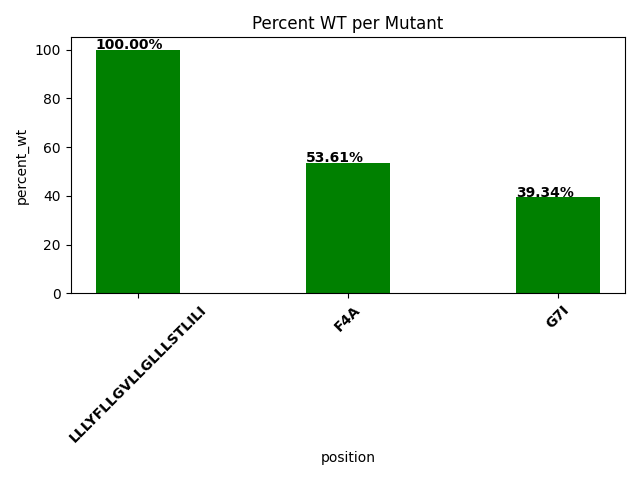 Percent WT per Mutant
percent_wt
100
80
60
40
20
0
100.00%
53.61%
39.34%
LLLYFLLGVLLGLLLSTLILI
F4A
G7I
position